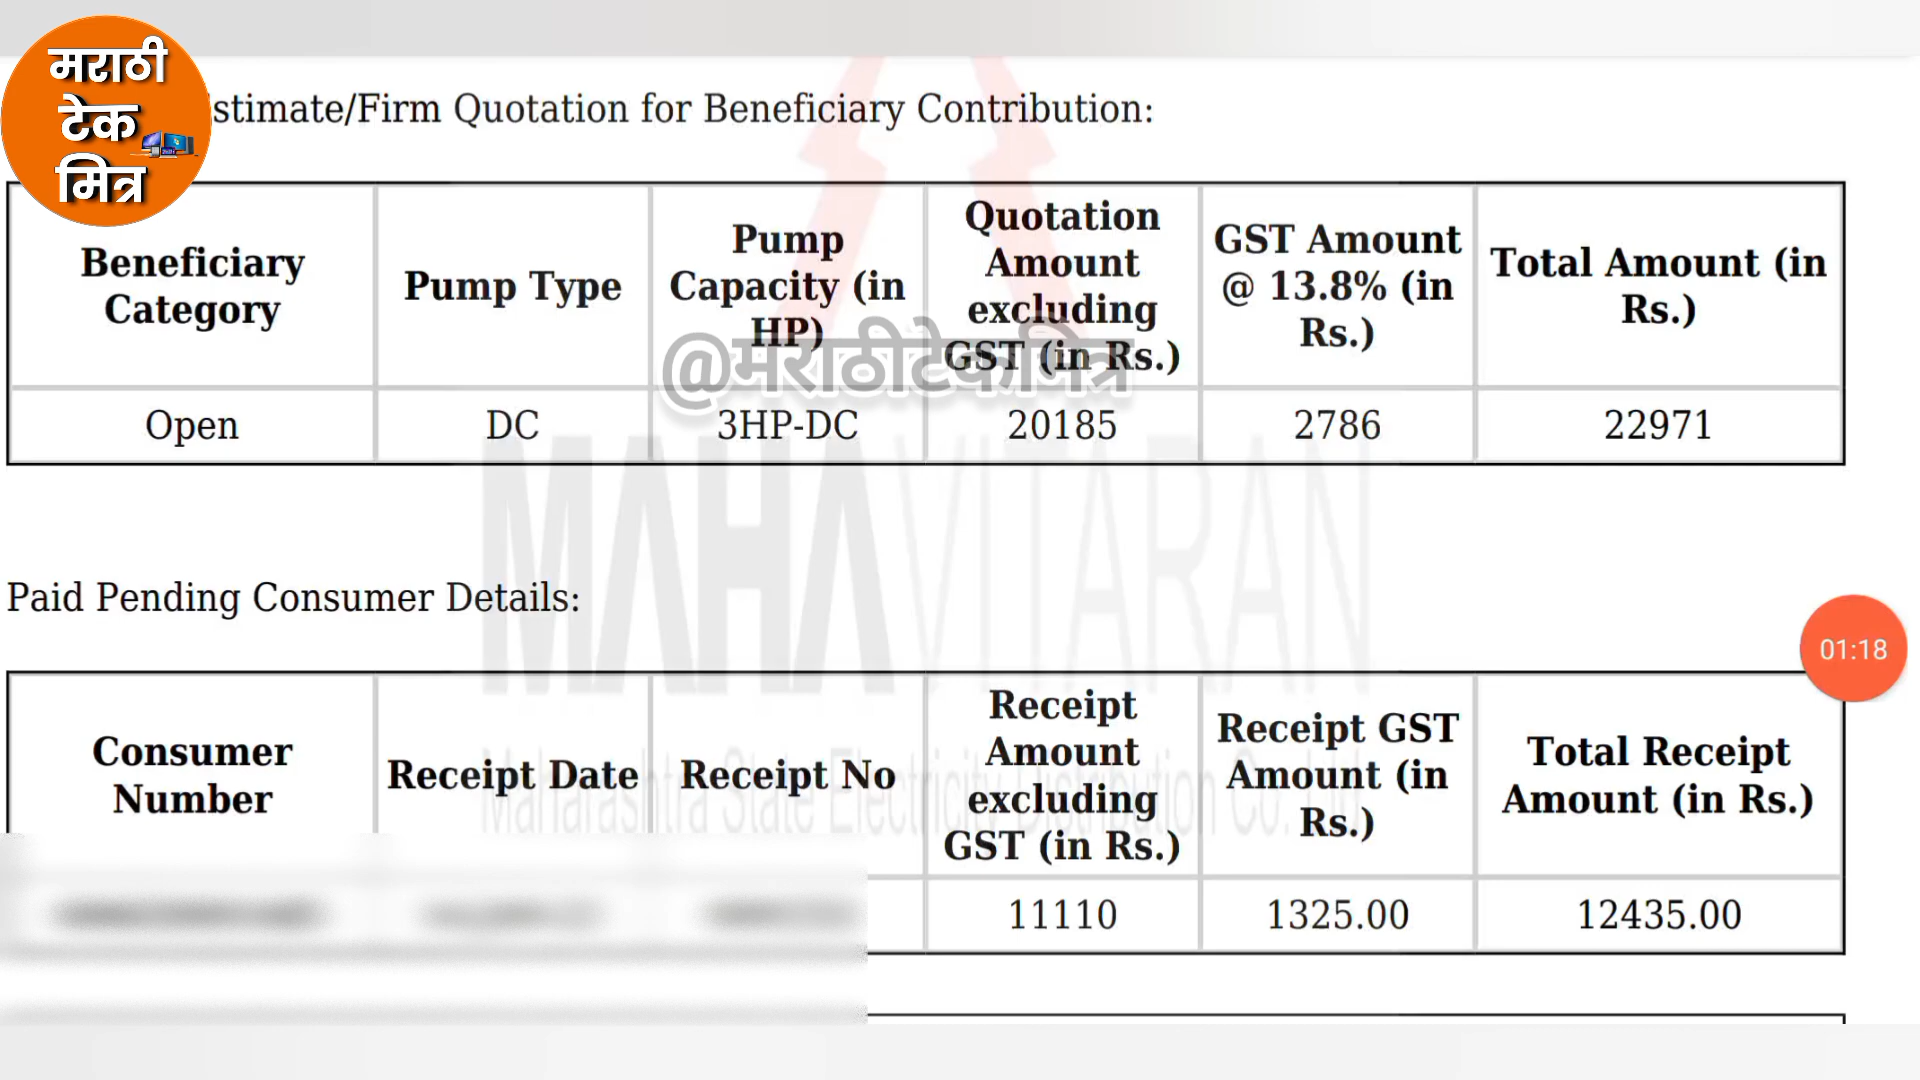 मराठी
टेक
मित्र
stimate/Firm Quotation for Beneficiary Contribution:
Beneficiary Category
Pump Type
Pump Capacity (in HP)
Quotation Amount excluding GST (in Rs.)
GST Amount @ 13.8% (in Rs.)
Total Amount (in Rs.)
@मराठीटेकमित्र
Open DC 3HP-DC 20185 2786 22971
MAHAVITARAN
Paid Pending Consumer Details:
01:18
Maharashtra State Electricity Distribution Co. Ltd
Consumer Number
Receipt Date
Receipt No
Receipt Amount excluding GST (in Rs.)
Receipt GST Amount (in Rs.)
Total Receipt Amount (in Rs.)
11110 1325.00 12435.00